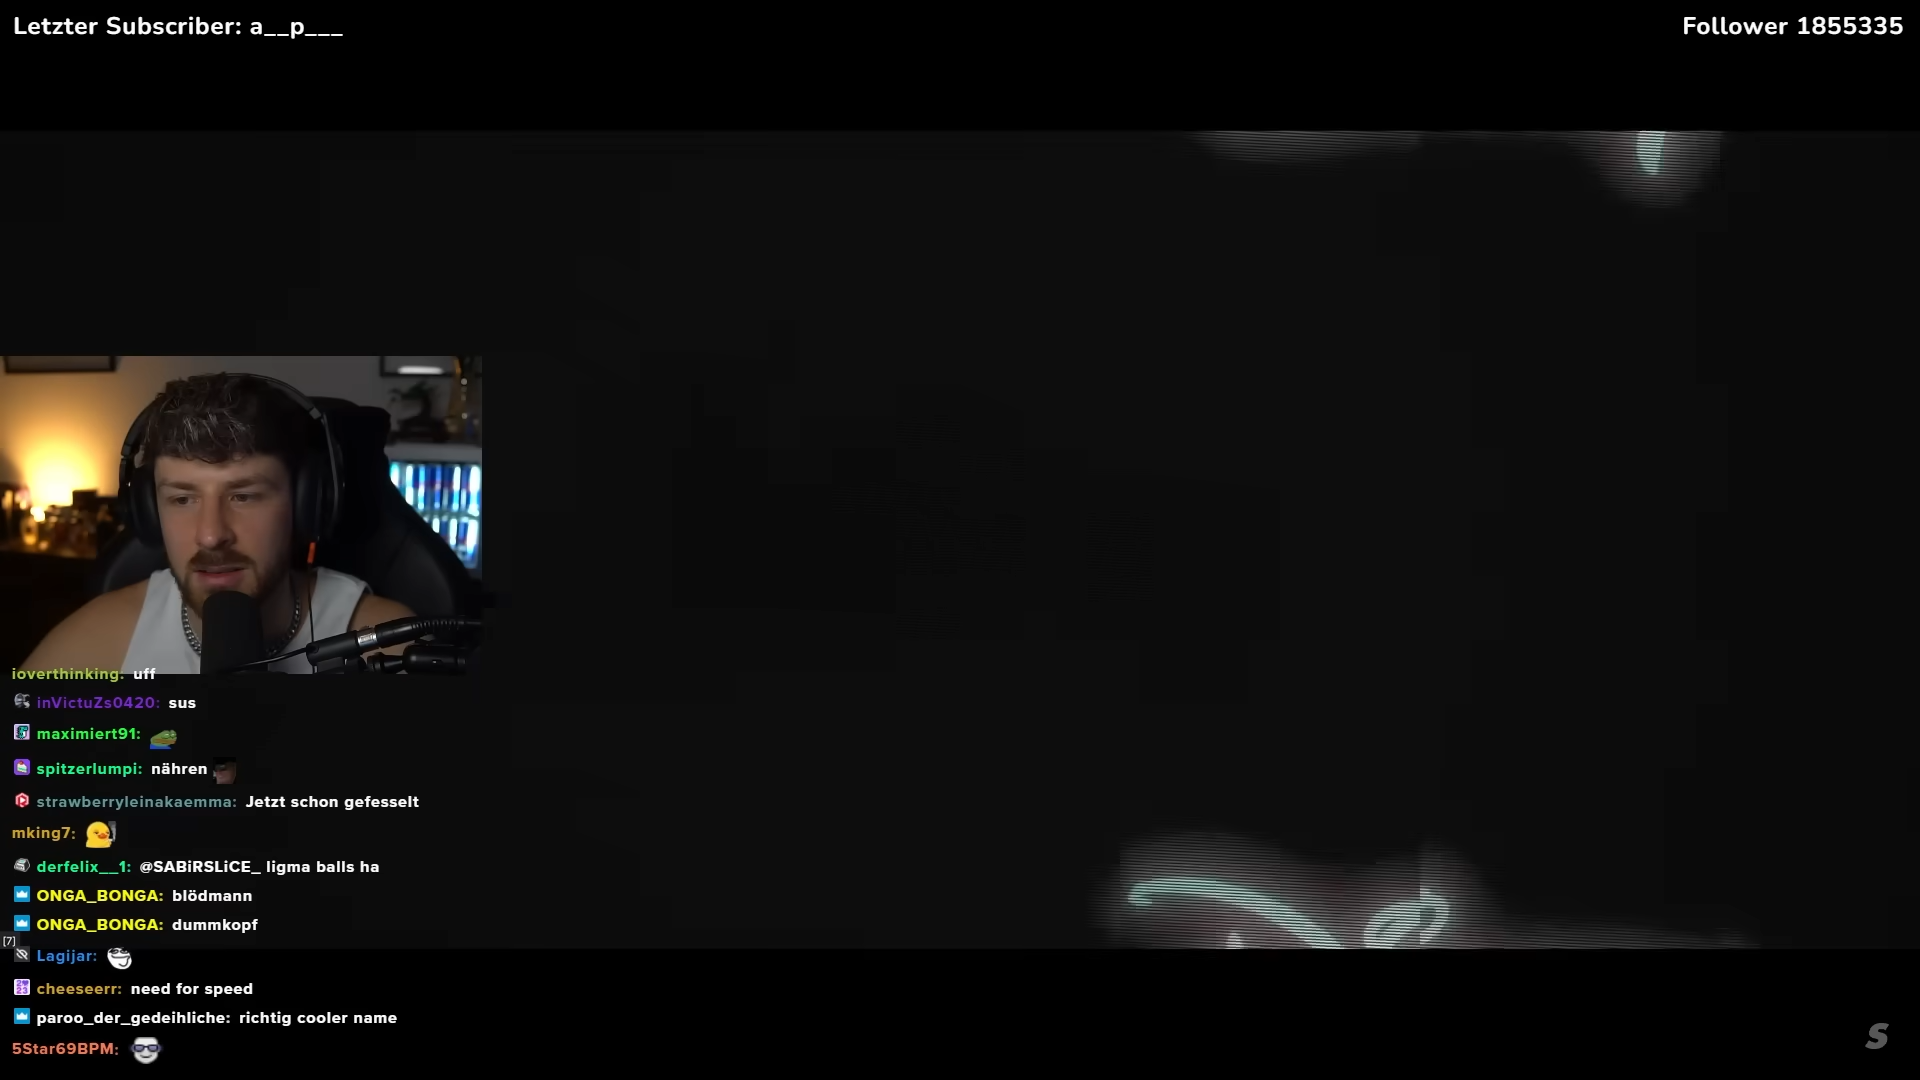 Letzter Subscriber: a__p___
Follower 1855335
ioverthinking: uff
inVictuZs0420: sus
maximiert91:
spitzerlumpi: nähren
strawberryleinakaemma: Jetzt schon gefesselt
mking7:
derfelix__1: @SABiRSLiCE_ ligma balls ha
ONGA_BONGA: blödmann
ONGA_BONGA: dummkopf
[7]
Lagijar:
cheeseerr: need for speed
paroo_der_gedeihliche: richtig cooler name
5Star69BPM:
S